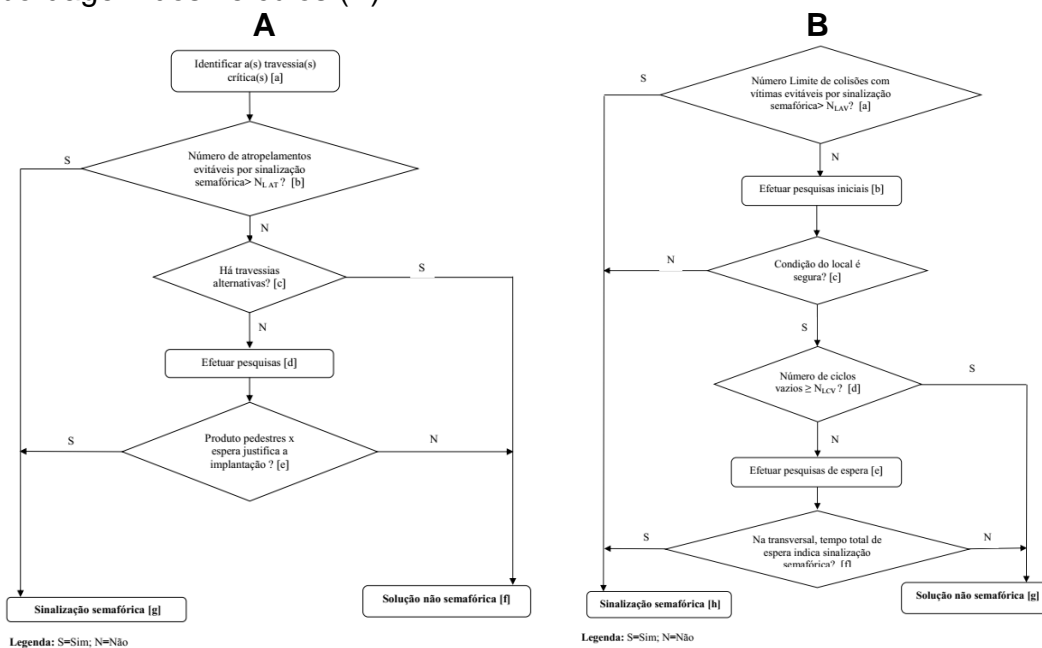 A
B
Identificar a(s) travessia(s)
crítica(s) [a]
S
Número de atropelamentos
evitáveis por sinalização
semafórica> NLAT ? [b]
N
Há travessias
alternativas? [c]
S
N
Efetuar pesquisas [d]
S
Produto pedestres x
espera justifica a
implantação ? [e]
N
Sinalização semafórica [g]
Solução não semafórica [f]
Legenda: S=Sim; N=Não
S
Número Limite de colisões com
vítimas evitáveis por sinalização
semafórica> NLAV? [a]
N
Efetuar pesquisas iniciais [b]
N
Condição do local é
segura? [c]
S
Número de ciclos
vazios ≥ NLCV ? [d]
S
N
Efetuar pesquisas de espera [e]
S
Na transversal, tempo total de
espera indica sinalização
semafórica? [f]
N
Sinalização semafórica [h]
Solução não semafórica [g]
Legenda: S=Sim; N=Não